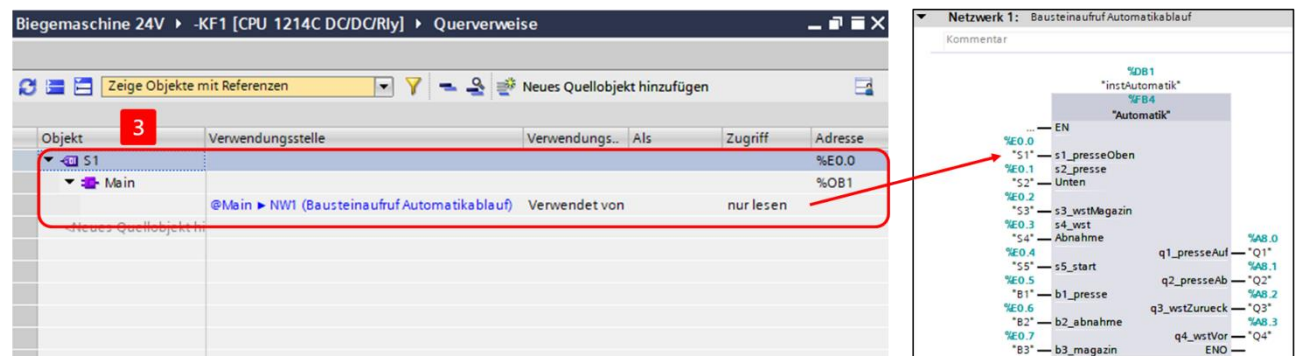 Biegemaschine 24V ▸ -KF1 [CPU 1214C DC/DC/Rly] ▸ Querverweise
Zeige Objekte mit Referenzen
Neues Quellobjekt hinzufügen
3
Objekt Verwendungsstelle Verwendungs.. Als Zugriff Adresse
S1 %E0.0
Main %OB1
@Main ▸ NW1 (Bausteinaufruf Automatikablauf) Verwendet von nur lesen
<Neues Quellobjekt hi
Netzwerk 1: Bausteinaufruf Automatikablauf
Kommentar
%DB1
"instAutomatik"
%FB4
"Automatik"
... EN
%E0.0
"S1" s1_presseOben
%E0.1 s2_presse
"S2" Unten
%E0.2
"S3" s3_wstMagazin
%E0.3 s4_wst
"S4" Abnahme %A8.0
%E0.4 q1_presseAuf "Q1"
"S5" s5_start %A8.1
%E0.5 q2_presseAb "Q2"
"B1" b1_presse %A8.2
%E0.6 q3_wstZurueck "Q3"
"B2" b2_abnahme %A8.3
%E0.7 q4_wstVor "Q4"
"B3" b3_magazin ENO